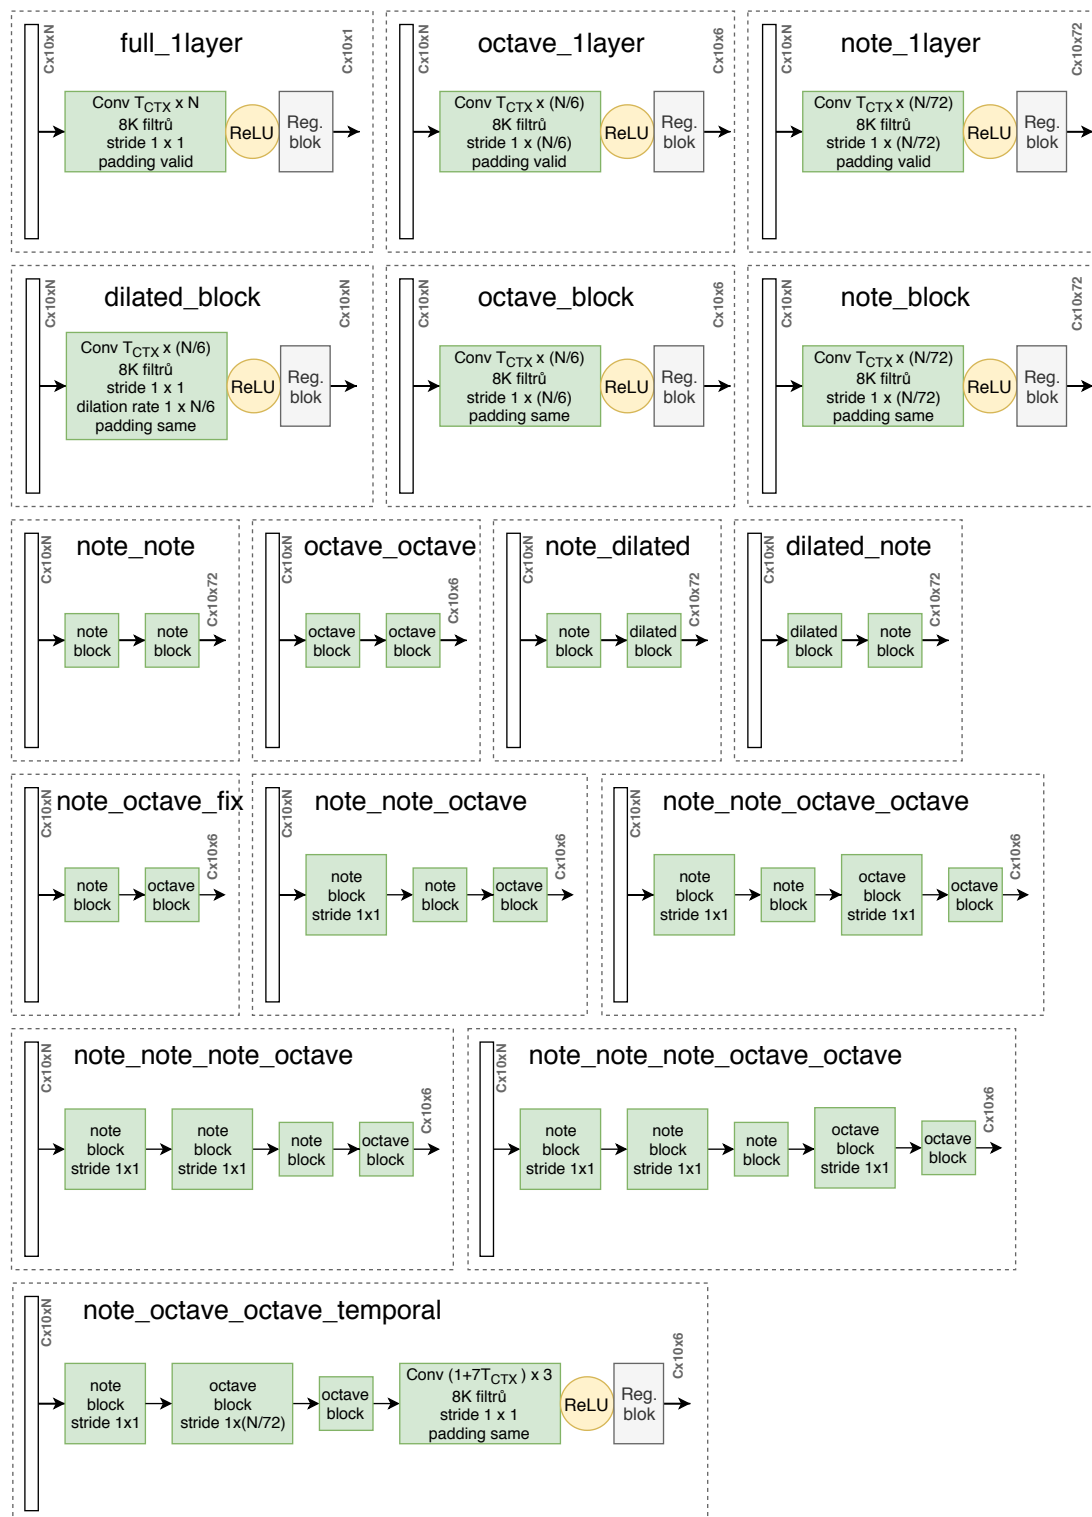 full_1layer
Cx10xN
Cx10x1
Conv T_CTX x N
8K filtrů
stride 1 x 1
padding valid
ReLU
Reg.
blok
octave_1layer
Cx10xN
Cx10x6
Conv T_CTX x (N/6)
8K filtrů
stride 1 x (N/6)
padding valid
ReLU
Reg.
blok
note_1layer
Cx10xN
Cx10x72
Conv T_CTX x (N/72)
8K filtrů
stride 1 x (N/72)
padding valid
ReLU
Reg.
blok
dilated_block
Cx10xN
Cx10xN
Conv T_CTX x (N/6)
8K filtrů
stride 1 x 1
dilation rate 1 x N/6
padding same
ReLU
Reg.
blok
octave_block
Cx10xN
Cx10x6
Conv T_CTX x (N/6)
8K filtrů
stride 1 x (N/6)
padding same
ReLU
Reg.
blok
note_block
Cx10xN
Cx10x72
Conv T_CTX x (N/72)
8K filtrů
stride 1 x (N/72)
padding same
ReLU
Reg.
blok
note_note
Cx10xN
Cx10x72
note
block
note
block
octave_octave
Cx10xN
Cx10x6
octave
block
octave
block
note_dilated
Cx10xN
Cx10x72
note
block
dilated
block
dilated_note
Cx10xN
Cx10x72
dilated
block
note
block
note_octave_fix
Cx10xN
Cx10x6
note
block
octave
block
note_note_octave
Cx10xN
Cx10x6
note
block
stride 1x1
note
block
octave
block
note_note_octave_octave
Cx10xN
Cx10x6
note
block
stride 1x1
note
block
octave
block
stride 1x1
octave
block
note_note_note_octave
Cx10xN
Cx10x6
note
block
stride 1x1
note
block
stride 1x1
note
block
octave
block
note_note_note_octave_octave
Cx10xN
Cx10x6
note
block
stride 1x1
note
block
stride 1x1
note
block
octave
block
stride 1x1
octave
block
note_octave_octave_temporal
Cx10xN
Cx10x6
note
block
stride 1x1
octave
block
stride 1x(N/72)
octave
block
Conv (1+7T_CTX ) x 3
8K filtrů
stride 1 x 1
padding same
ReLU
Reg.
blok